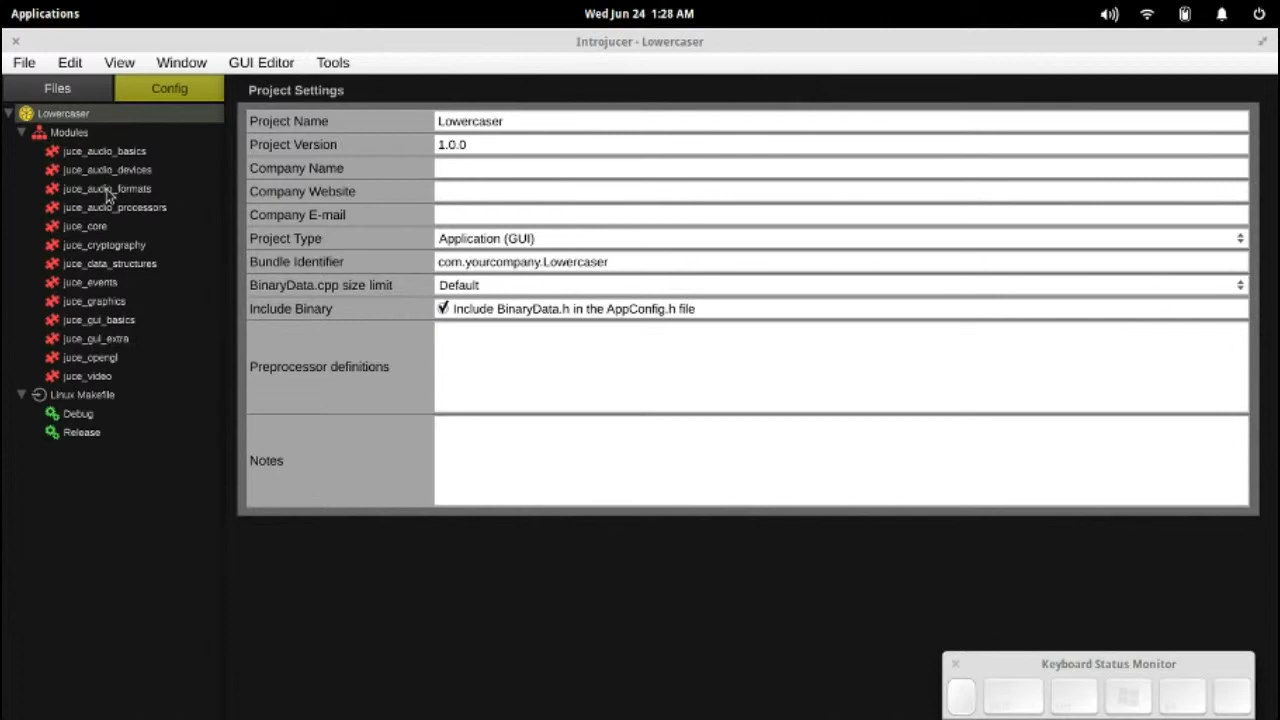 Applications
Wed Jun 24 1:28 AM
Introjucer - Lowercaser
File Edit View Window GUI Editor Tools
Files Config
Lowercaser
Modules
juce_audio_basics
juce_audio_devices
juce_audio_formats
juce_audio_processors
juce_core
juce_cryptography
juce_data_structures
juce_events
juce_graphics
juce_gui_basics
juce_gui_extra
juce_opengl
juce_video
Linux Makefile
Debug
Release
Project Settings
Project Name Lowercaser
Project Version 1.0.0
Company Name
Company Website
Company E-mail
Project Type Application (GUI)
Bundle Identifier com.yourcompany.Lowercaser
BinaryData.cpp size limit Default
Include Binary Include BinaryData.h in the AppConfig.h file
Preprocessor definitions
Notes
Keyboard Status Monitor